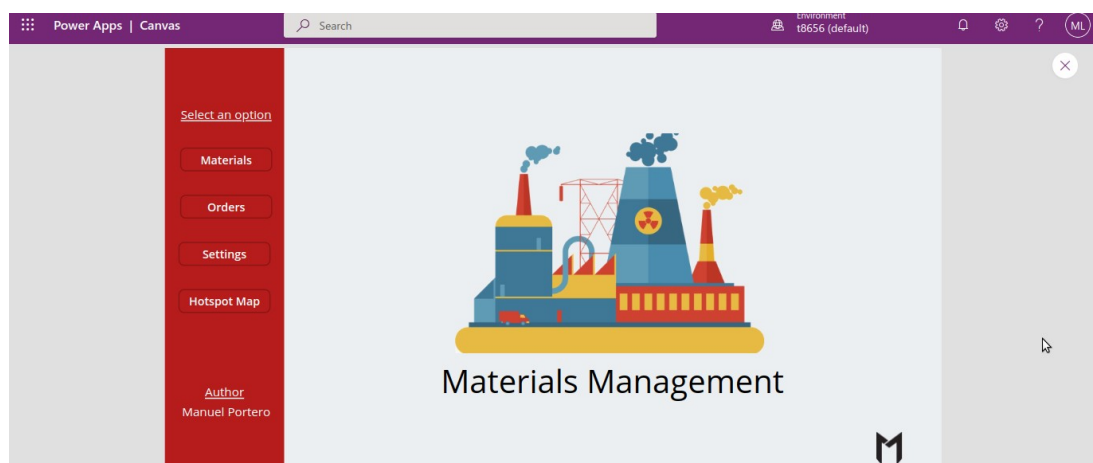 Power Apps | Canvas
Search
Environment
t8656 (default)
?
ML
Select an option
Materials
Orders
Settings
Hotspot Map
Author
Manuel Portero
Materials Management
M